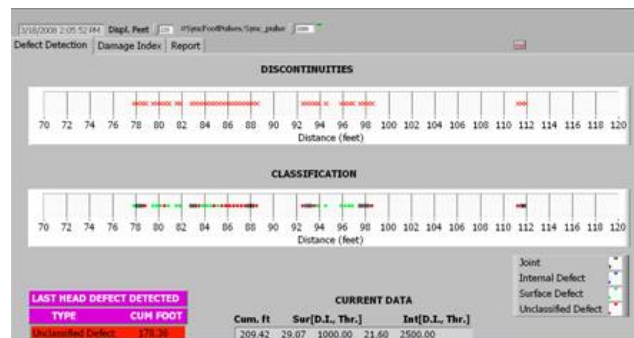 3/18/2008 2:05:52 PM Displ. Feet #SyncFootPulses/Sync_pulse
Defect Detection Damage Index Report
DISCONTINUITIES
70 72 74 76 78 80 82 84 86 88 90 92 94 96 98 100 102 104 106 108 110 112 114 116 118 120
Distance (feet)
CLASSIFICATION
70 72 74 76 78 80 82 84 86 88 90 92 94 96 98 100 102 104 106 108 110 112 114 116 118 120
Distance (feet)
Joint
Internal Defect
Surface Defect
Unclassified Defect
LAST HEAD DEFECT DETECTED
TYPE CUM FOOT
Unclassified Defect 178.36
CURRENT DATA
Cum. ft Sur[D.I., Thr.] Int[D.I., Thr.]
209.42 29.07 1000.00 21.60 2500.00